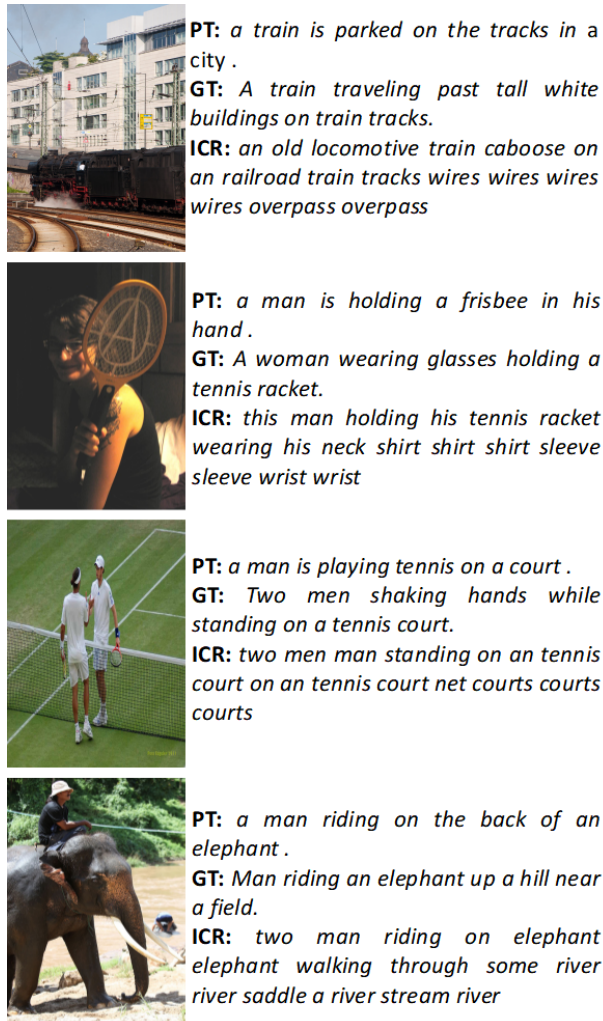 PT: a train is parked on the tracks in a
city .
GT: A train traveling past tall white
buildings on train tracks.
ICR: an old locomotive train caboose on
an railroad train tracks wires wires wires
wires overpass overpass
PT: a man is holding a frisbee in his
hand .
GT: A woman wearing glasses holding a
tennis racket.
ICR: this man holding his tennis racket
wearing his neck shirt shirt shirt sleeve
sleeve wrist wrist
PT: a man is playing tennis on a court .
GT: Two men shaking hands while
standing on a tennis court.
ICR: two men man standing on an tennis
court on an tennis court net courts courts
courts
PT: a man riding on the back of an
elephant .
GT: Man riding an elephant up a hill near
a field.
ICR: two man riding on elephant
elephant walking through some river
river saddle a river stream river